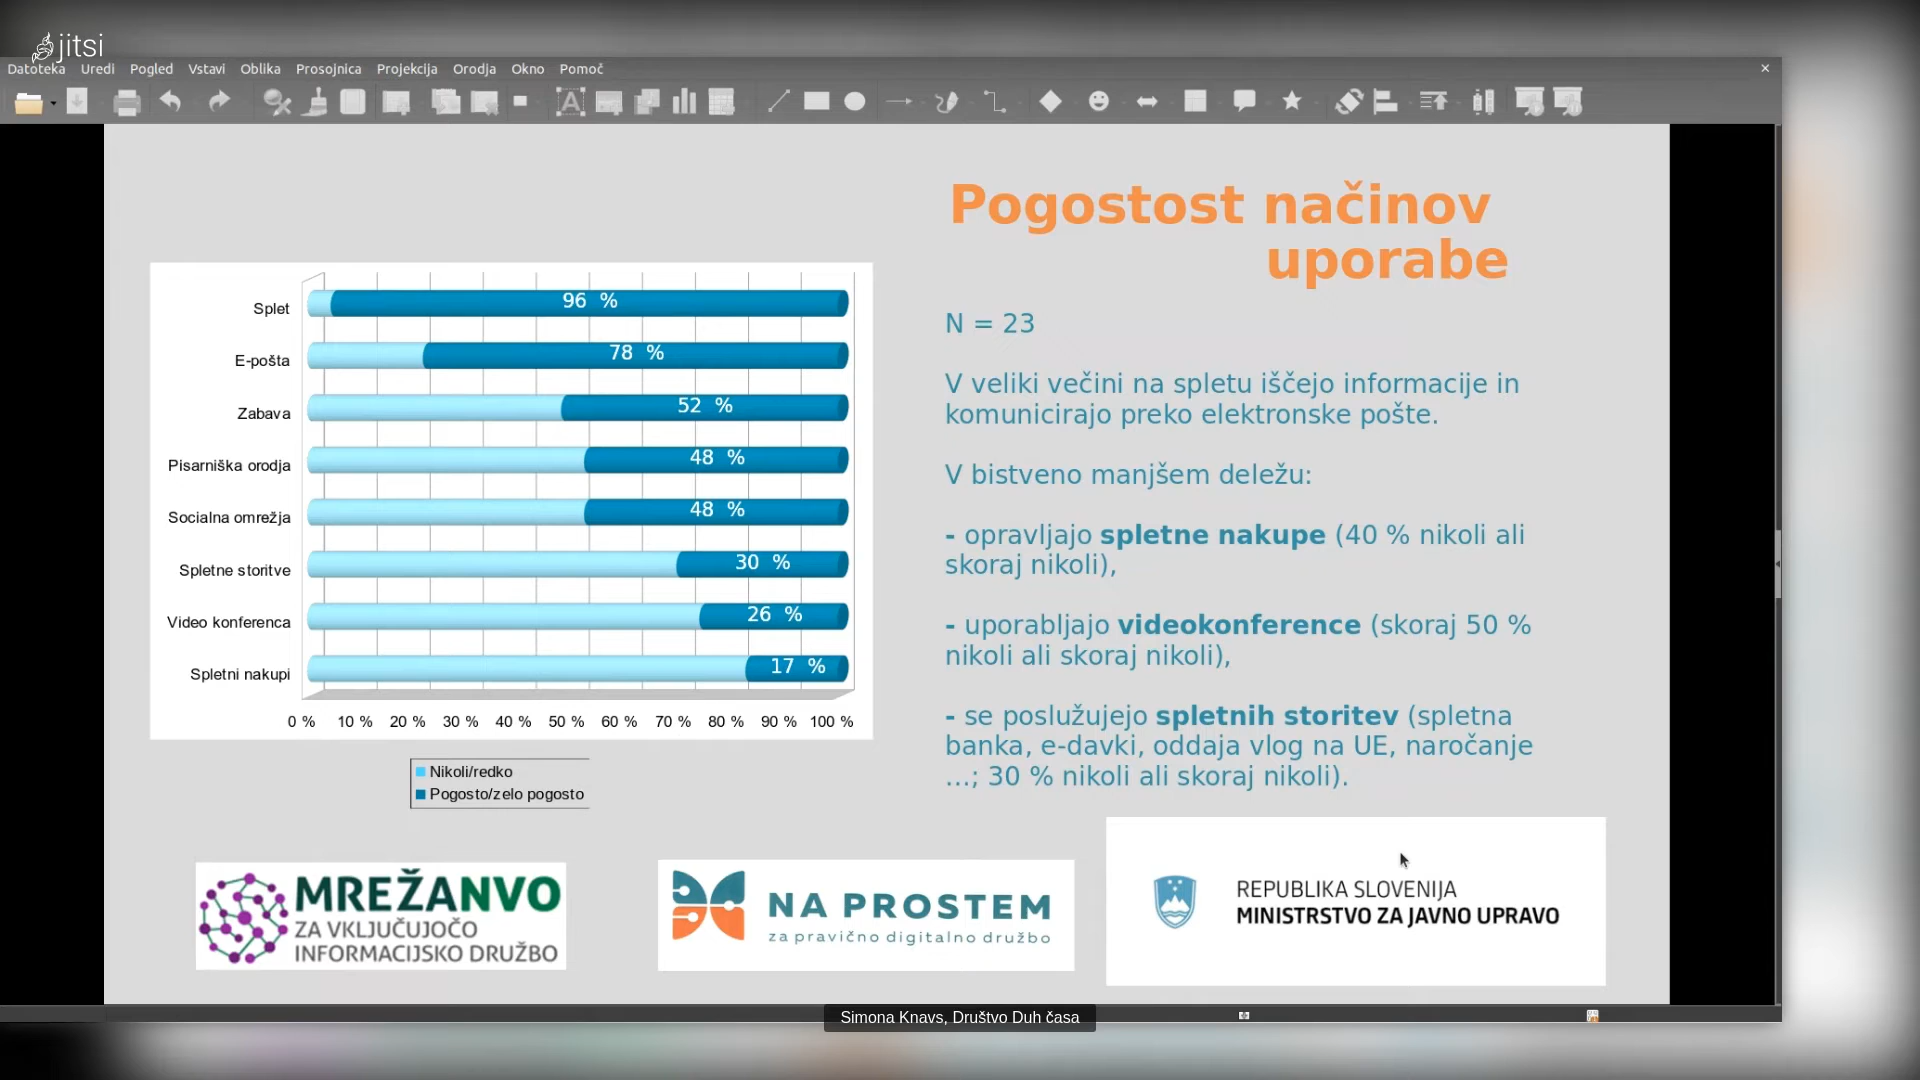 jitsi
Datoteka Uredi Pogled Vstavi Oblika Prosojnica Projekcija Orodja Okno Pomoč
Pogostost načinov
uporabe
Splet
96 %
E-pošta
78 %
Zabava
52 %
Pisarniška orodja
48 %
Socialna omrežja
48 %
Spletne storitve
30 %
Video konferenca
26 %
Spletni nakupi
17 %
0 % 10 % 20 % 30 % 40 % 50 % 60 % 70 % 80 % 90 % 100 %
Nikoli/redko
Pogosto/zelo pogosto
N = 23
V veliki večini na spletu iščejo informacije in
komunicirajo preko elektronske pošte.
V bistveno manjšem deležu:
- opravljajo spletne nakupe (40 % nikoli ali
skoraj nikoli),
- uporabljajo videokonference (skoraj 50 %
nikoli ali skoraj nikoli),
- se poslužujejo spletnih storitev (spletna
banka, e-davki, oddaja vlog na UE, naročanje
...; 30 % nikoli ali skoraj nikoli).
MREŽANVO
ZA VKLJUČUJOČO
INFORMACIJSKO DRUŽBO
NA PROSTEM
za pravično digitalno družbo
REPUBLIKA SLOVENIJA
MINISTRSTVO ZA JAVNO UPRAVO
Simona Knavs, Društvo Duh časa